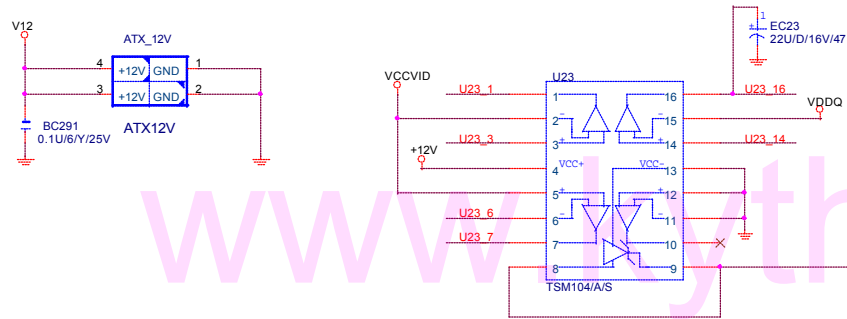 V12
ATX_12V
4 +12V GND 1
3 +12V GND 2
ATX12V
BC291
0.1U/6/Y/25V
1
EC23
22U/D/16V/47
VCCVID
U23
U23_1 1 16 U23_16
VDDQ
2 - - 15
U23_3 3 + + 14 U23_14
+12V
4 VCC+ VCC- 13
5 + + 12
U23_6 6 - - 11
U23_7 7 10
8 9
TSM104/A/S
www.kyth